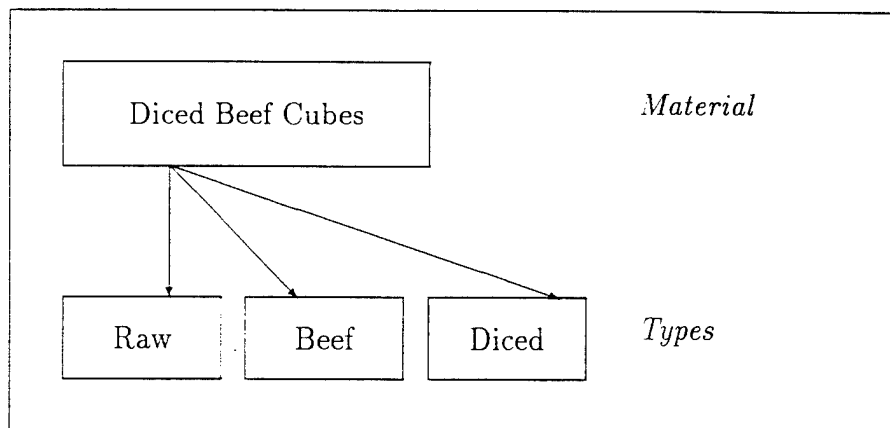 Diced Beef Cubes
Material
Raw
Beef
Diced
Types